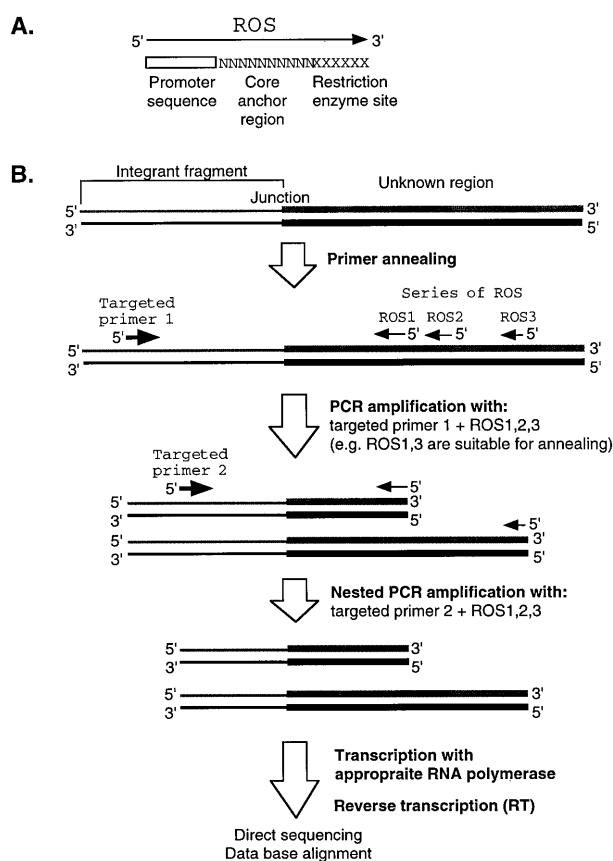 A.
ROS
5' 3'
NNNNNNNNNNXXXXXX
Promoter sequence
Core anchor region
Restriction enzyme site
B.
Integrant fragment
Junction
Unknown region
5' 3'
3' 5'
Primer annealing
Targeted
primer 1
5'
Series of ROS
ROS1 ROS2 ROS3
5' 5' 5'
5' 3'
3' 5'
PCR amplification with:
targeted primer 1 + ROS1,2,3
(e.g. ROS1,3 are suitable for annealing)
Targeted
primer 2
5' 5'
5' 3'
3' 5'
5'
5' 3'
3' 5'
Nested PCR amplification with:
targeted primer 2 + ROS1,2,3
5' 3'
3' 5'
5' 3'
3' 5'
Transcription with
appropraite RNA polymerase
Reverse transcription (RT)
Direct sequencing
Data base alignment